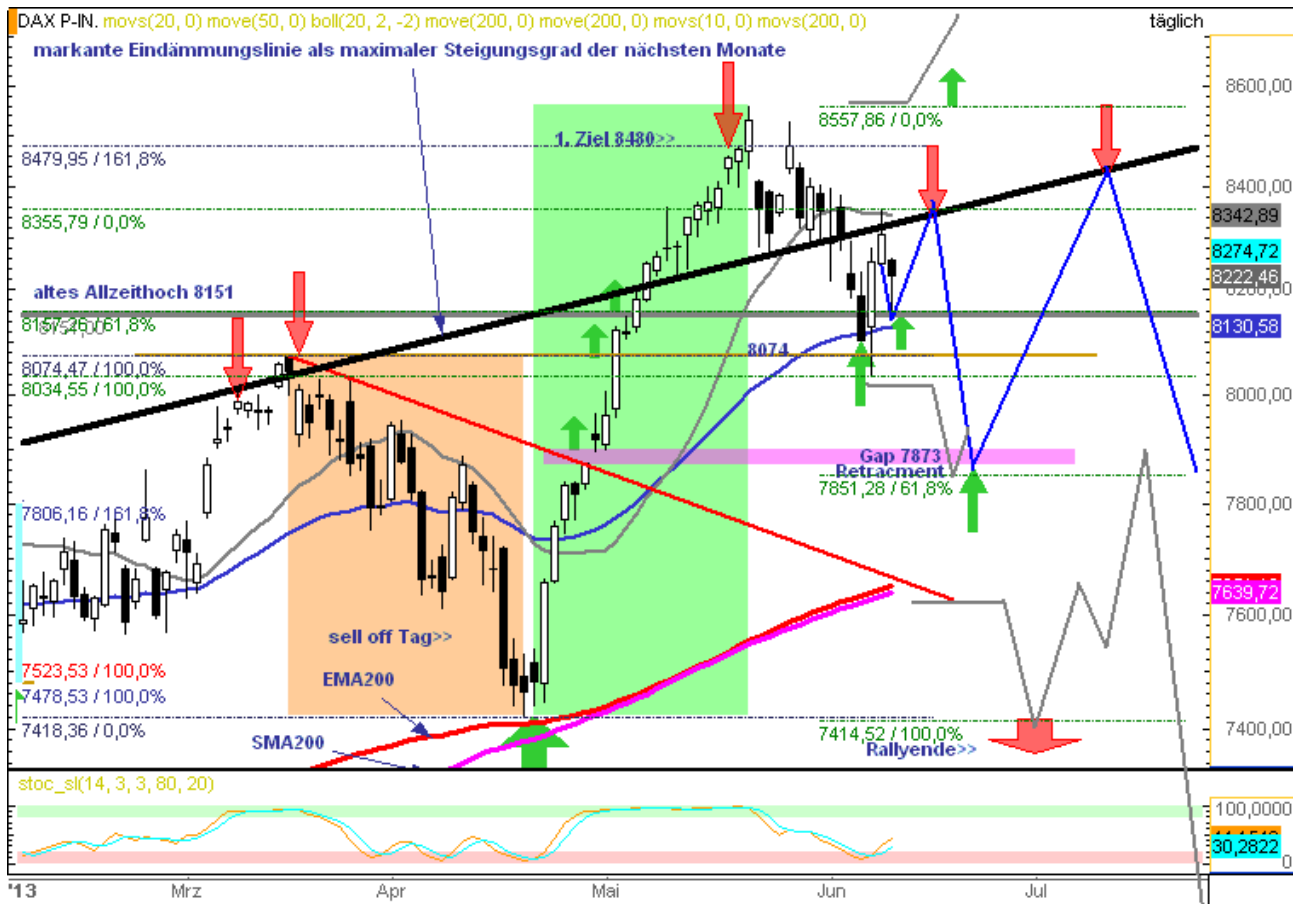 DAX P-IN. movs(20, 0) move(50, 0) boll(20, 2, -2) move(200, 0) move(200, 0) movs(10, 0) movs(200, 0)
täglich
markante Eindämmungslinie als maximaler Steigungsgrad der nächsten Monate
8600,00
8557,86 / 0,0%
1. Ziel 8480>>
8479,95 / 161,8%
8400,00
8355,79 / 0,0%
8342,89
8274,72
8222,46
altes Allzeithoch 8151
8200,00
8157,26 / 61,8%
8130,58
8074
8074,47 / 100,0%
8034,55 / 100,0%
8000,00
Gap 7873
Retracment
7851,28 / 61,8%
7806,16 / 161,8%
7800,00
7639,72
7600,00
sell off Tag>>
7523,53 / 100,0%
EMA200
7478,53 / 100,0%
7418,36 / 0,0%
7414,52 / 100,0%
7400,00
SMA200
Rallyende>>
stoc_sl(14, 3, 3, 80, 20)
100,0000
30,2822
0
'13
Mrz
Apr
Mai
Jun
Jul